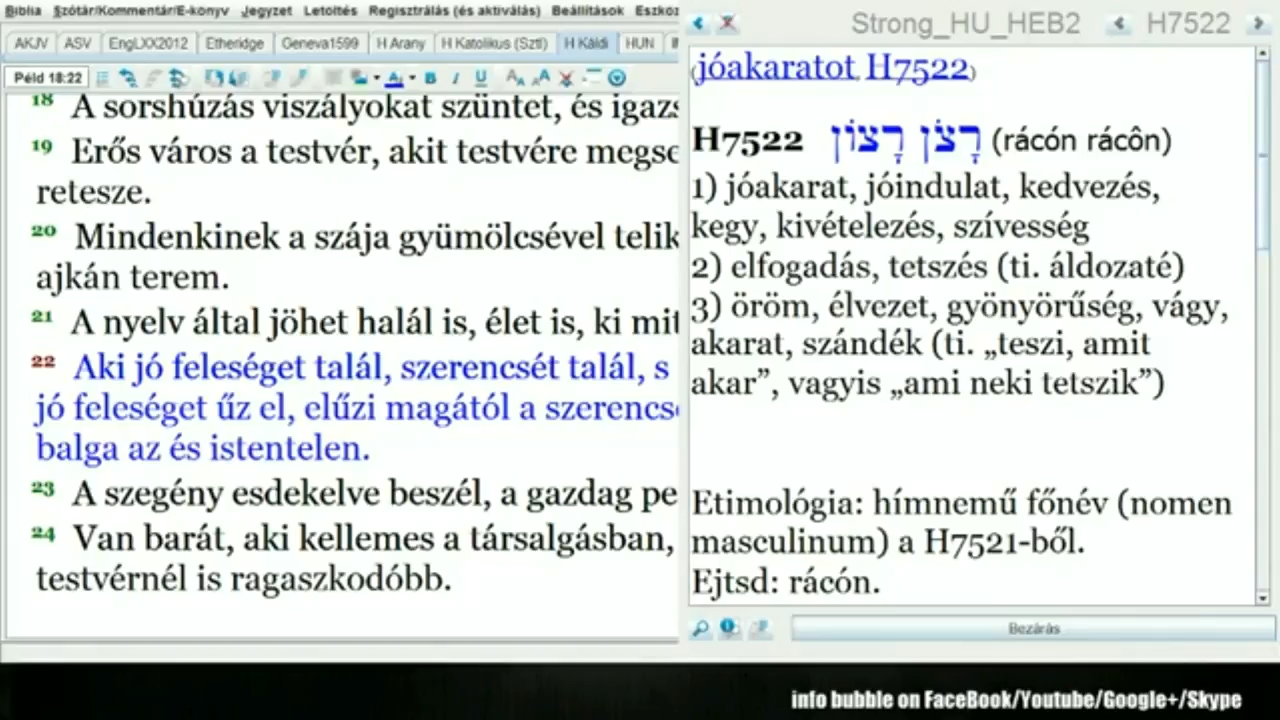 Biblia Szótár/Kommentár/E-könyv Jegyzet Letöltés Regisztrálás (és aktiválás) Beállítások Eszköz
AKJV ASV EngLXX2012 Etheridge Geneva1599 H Arany H Katolikus (SztI) H Káldi HUN
Péld 18:22
18 A sorshúzás viszályokat szüntet, és igazs
19 Erős város a testvér, akit testvére megse
retesze.
20 Mindenkinek a szája gyümölcsével telik
ajkán terem.
21 A nyelv által jöhet halál is, élet is, ki mit
22 Aki jó feleséget talál, szerencsét talál, s
jó feleséget űz el, elűzi magától a szerencs
balga az és istentelen.
23 A szegény esdekelve beszél, a gazdag pe
24 Van barát, aki kellemes a társalgásban,
testvérnél is ragaszkodóbb.
Strong_HU_HEB2 H7522
(jóakaratot H7522)
H7522 רָצֹן רָצוֹן (rácón rácôn)
1) jóakarat, jóindulat, kedvezés,
kegy, kivételezés, szívesség
2) elfogadás, tetszés (ti. áldozaté)
3) öröm, élvezet, gyönyörűség, vágy,
akarat, szándék (ti. „teszi, amit
akar”, vagyis „ami neki tetszik”)
Etimológia: hímnemű főnév (nomen
masculinum) a H7521-ből.
Ejtsd: rácón.
Bezárás
info bubble on FaceBook/Youtube/Google+/Skype